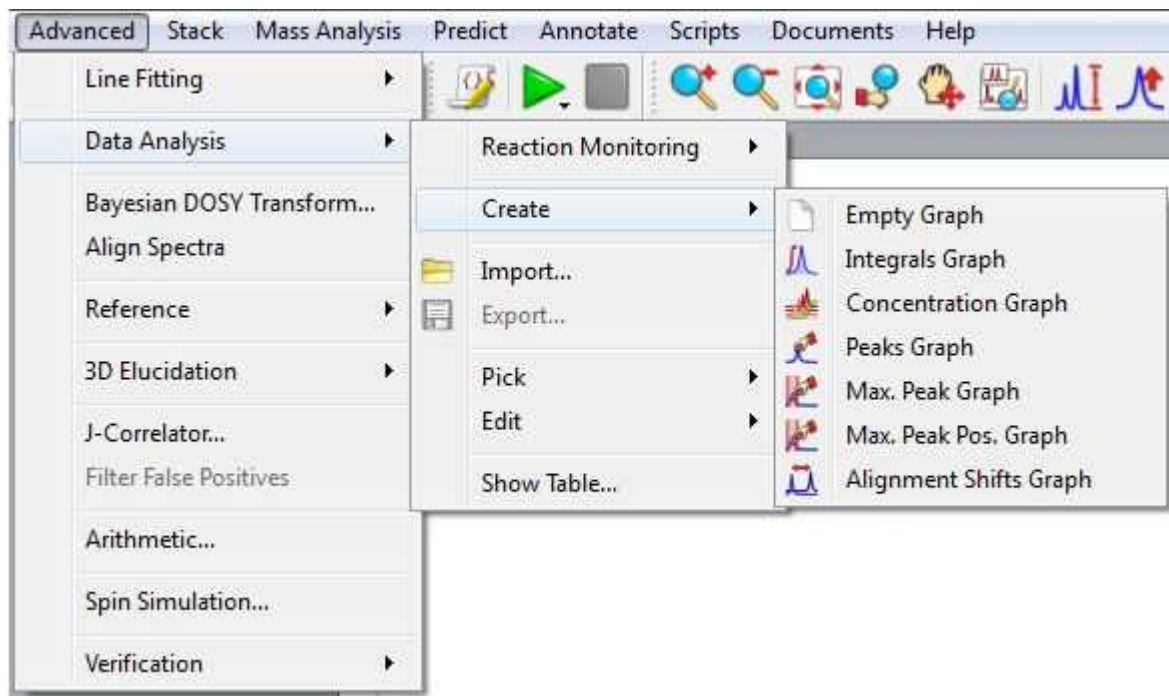 Advanced Stack Mass Analysis Predict Annotate Scripts Documents Help
Line Fitting
Data Analysis
Bayesian DOSY Transform...
Align Spectra
Reference
3D Elucidation
J-Correlator...
Filter False Positives
Arithmetic...
Spin Simulation...
Verification
Reaction Monitoring
Create
Import...
Export...
Pick
Edit
Show Table...
Empty Graph
Integrals Graph
Concentration Graph
Peaks Graph
Max. Peak Graph
Max. Peak Pos. Graph
Alignment Shifts Graph